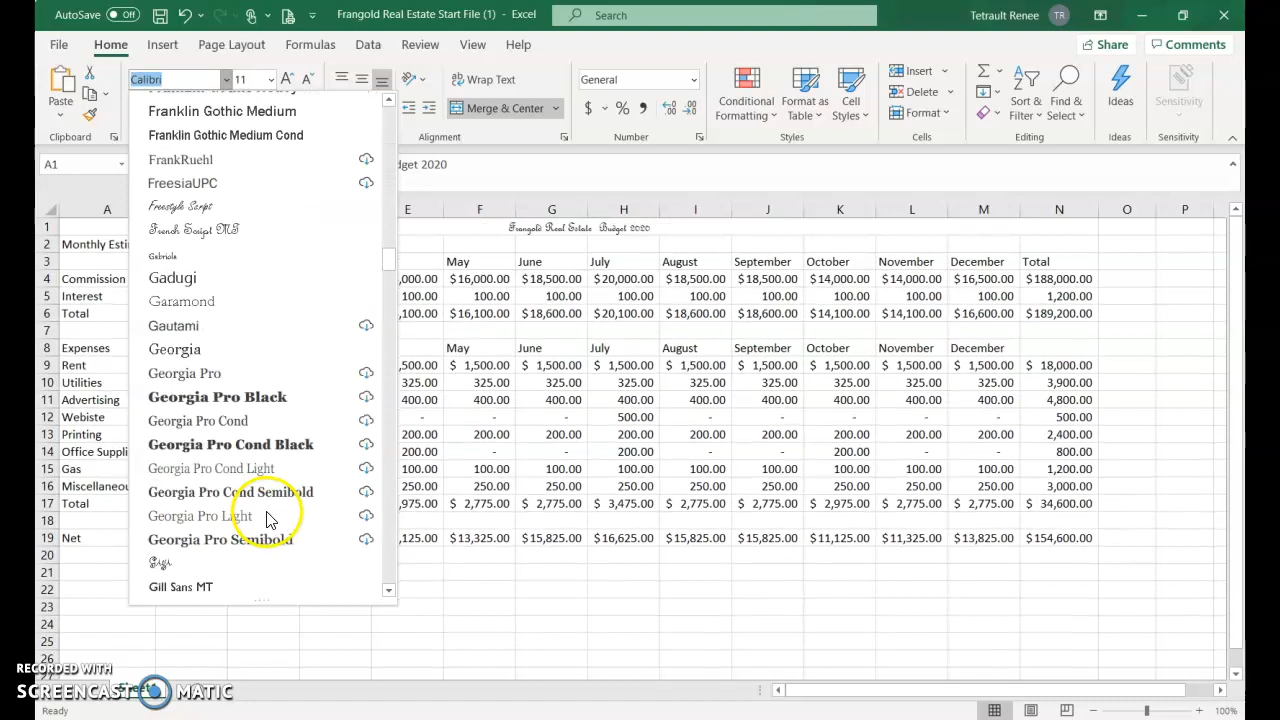 AutoSave Off Frangold Real Estate Start File (1) - Excel Search Tetrault Renee TR
File Home Insert Page Layout Formulas Data Review View Help Share Comments
Calibri 11 Wrap Text General Insert Σ
Paste Merge & Center $ % Conditional Formatting Format as Table Cell Styles Delete Format Sort & Filter Find & Select Ideas Sensitivity
Clipboard Alignment Number Styles Cells Editing Ideas Sensitivity
A1 dget 2020
Franklin Gothic Medium
Franklin Gothic Medium Cond
FrankRuehl
FreesiaUPC
Freestyle Script
French Script MT
Gabriola
Gadugi
Garamond
Gautami
Georgia
Georgia Pro
Georgia Pro Black
Georgia Pro Cond
Georgia Pro Cond Black
Georgia Pro Cond Light
Georgia Pro Cond Semibold
Georgia Pro Light
Georgia Pro Semibold
Gigi
Gill Sans MT
A E F G H I J K L M N O P
1 Frangold Real Estate Budget 2020
2 Monthly Esti
3 May June July August September October November December Total
4 Commission ,000.00 $16,000.00 $18,500.00 $20,000.00 $18,500.00 $18,500.00 $14,000.00 $14,000.00 $16,500.00 $188,000.00
5 Interest 100.00 100.00 100.00 100.00 100.00 100.00 100.00 100.00 100.00 1,200.00
6 Total ,100.00 $16,100.00 $18,600.00 $20,100.00 $18,600.00 $18,600.00 $14,100.00 $14,100.00 $16,600.00 $189,200.00
7
8 Expenses May June July August September October November December
9 Rent ,500.00 $ 1,500.00 $ 1,500.00 $ 1,500.00 $ 1,500.00 $ 1,500.00 $ 1,500.00 $ 1,500.00 $ 1,500.00 $ 18,000.00
10 Utilities 325.00 325.00 325.00 325.00 325.00 325.00 325.00 325.00 325.00 3,900.00
11 Advertising 400.00 400.00 400.00 400.00 400.00 400.00 400.00 400.00 400.00 4,800.00
12 Webiste - - - 500.00 - - - - - 500.00
13 Printing 200.00 200.00 200.00 200.00 200.00 200.00 200.00 200.00 200.00 2,400.00
14 Office Suppli 200.00 - - 200.00 - - 200.00 - - 800.00
15 Gas 100.00 100.00 100.00 100.00 100.00 100.00 100.00 100.00 100.00 1,200.00
16 Miscellaneou 250.00 250.00 250.00 250.00 250.00 250.00 250.00 250.00 250.00 3,000.00
17 Total ,975.00 $ 2,775.00 $ 2,775.00 $ 3,475.00 $ 2,775.00 $ 2,775.00 $ 2,975.00 $ 2,775.00 $ 2,775.00 $ 34,600.00
18
19 Net ,125.00 $13,325.00 $15,825.00 $16,625.00 $15,825.00 $15,825.00 $11,125.00 $11,325.00 $13,825.00 $154,600.00
20
21
22
23
24
25
26
RECORDED WITH
SCREENCAST MATIC
Ready 100%